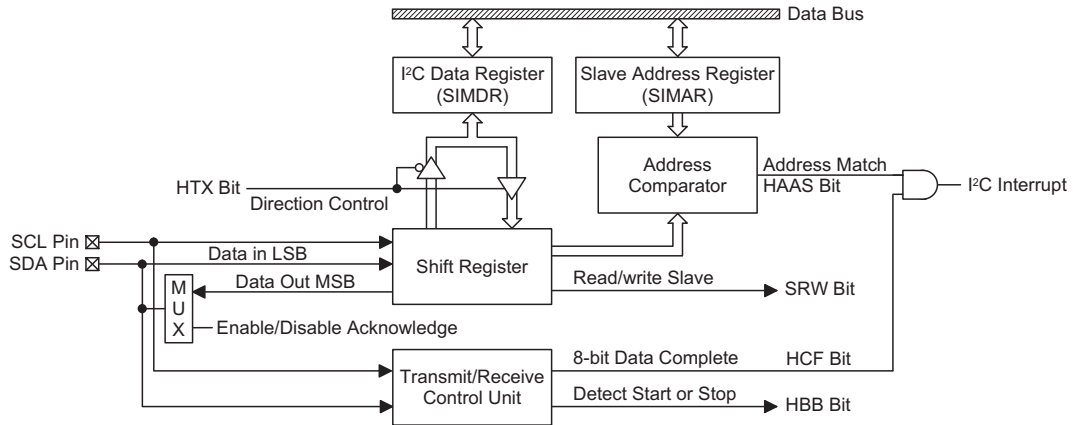 Data Bus
I²C Data Register
(SIMDR)
Slave Address Register
(SIMAR)
Address
Comparator
Address Match
HAAS Bit
I²C Interrupt
HTX Bit
Direction Control
SCL Pin
SDA Pin
Data in LSB
Shift Register
Data Out MSB
M
U
X
Enable/Disable Acknowledge
Read/write Slave
SRW Bit
Transmit/Receive
Control Unit
8-bit Data Complete
HCF Bit
Detect Start or Stop
HBB Bit